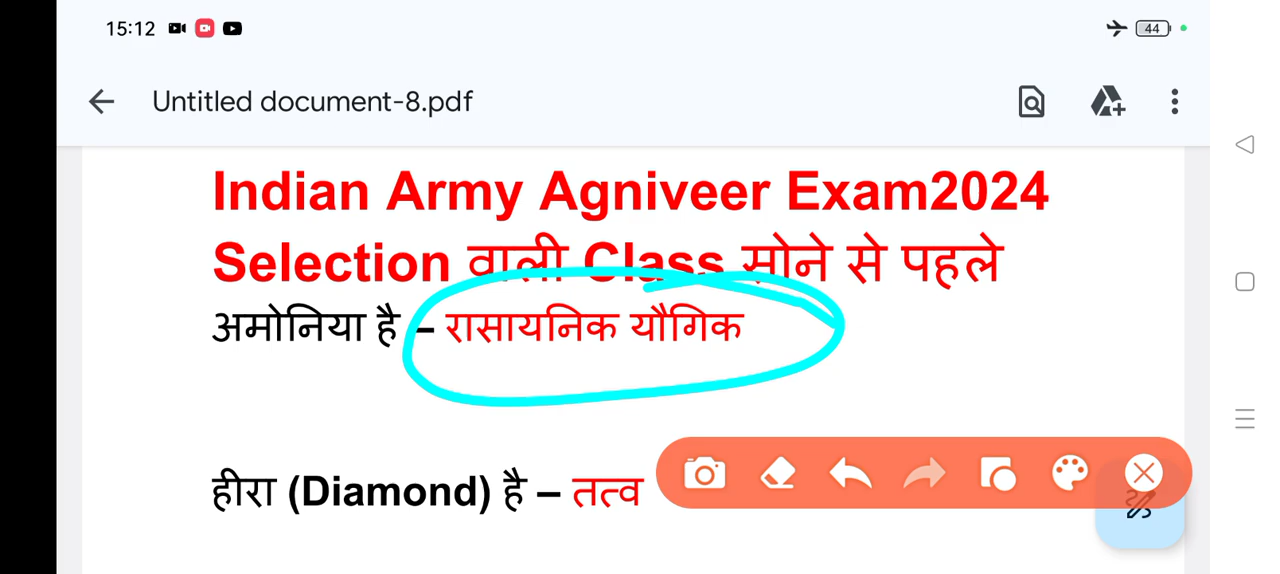 15:12
44
Untitled document-8.pdf
Indian Army Agniveer Exam2024
Selection वाली Class सोने से पहले
अमोनिया है – रासायनिक यौगिक
हीरा (Diamond) है – तत्व